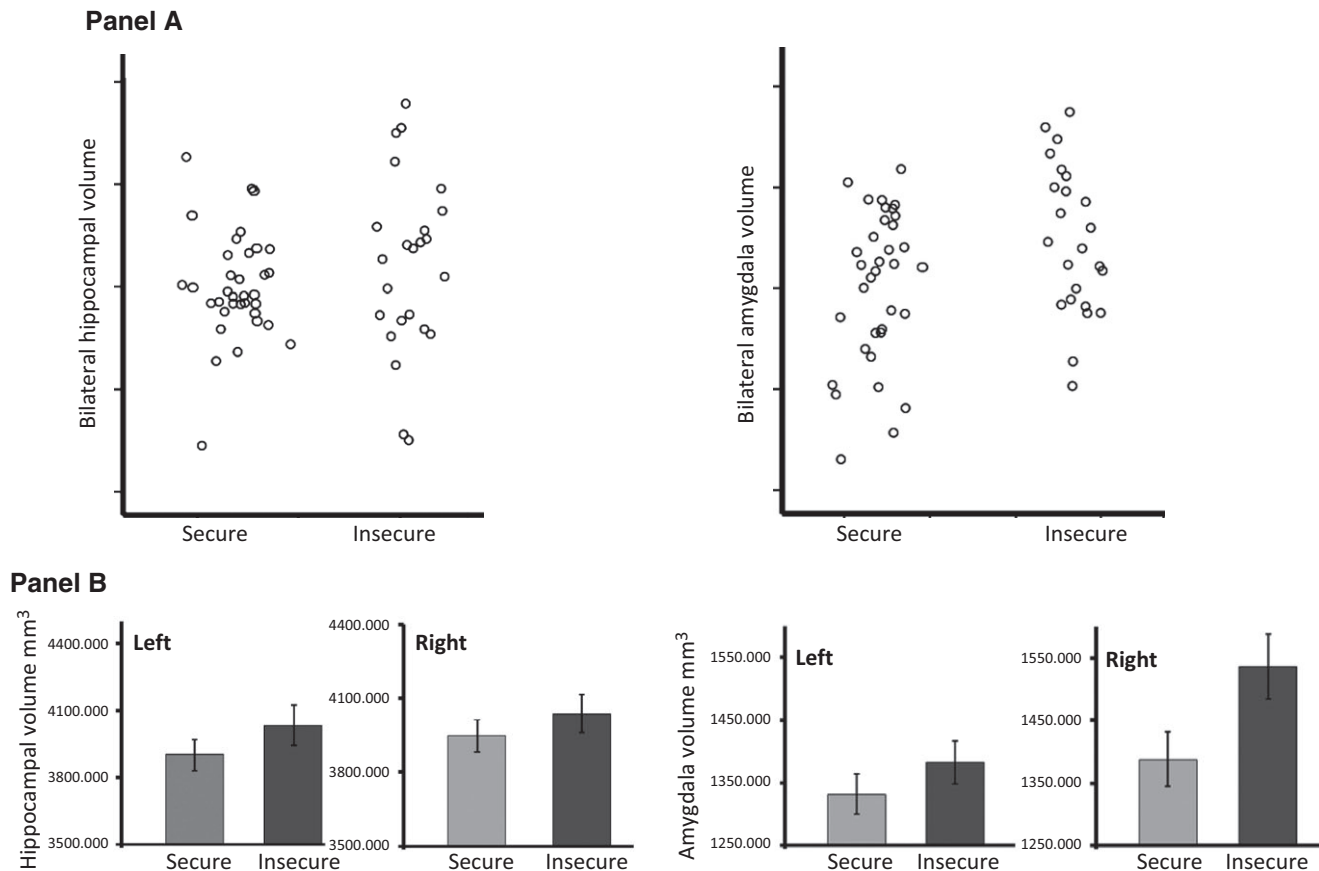 Panel A
Bilateral hippocampal volume
Secure Insecure
Bilateral amygdala volume
Secure Insecure
Panel B
Hippocampal volume mm³
4400.000
4100.000
3800.000
3500.000
Left
Secure Insecure
4400.000
4100.000
3800.000
3500.000
Right
Secure Insecure
Amygdala volume mm³
1550.000
1450.000
1350.000
1250.000
Left
Secure Insecure
1550.000
1450.000
1350.000
1250.000
Right
Secure Insecure